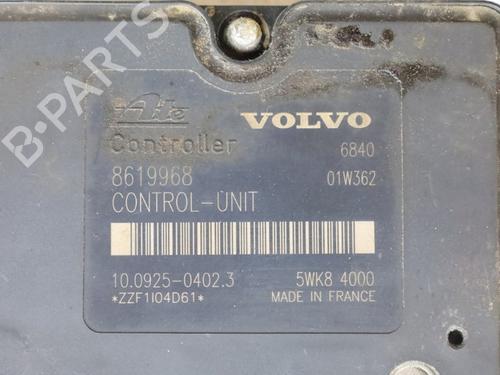 B-PARTS
Ate VOLVO
Controller 6840
8619968 01W362
CONTROL-UNIT
10.0925-0402.3 5WK8 4000
*ZZF1I04D61* MADE IN FRANCE